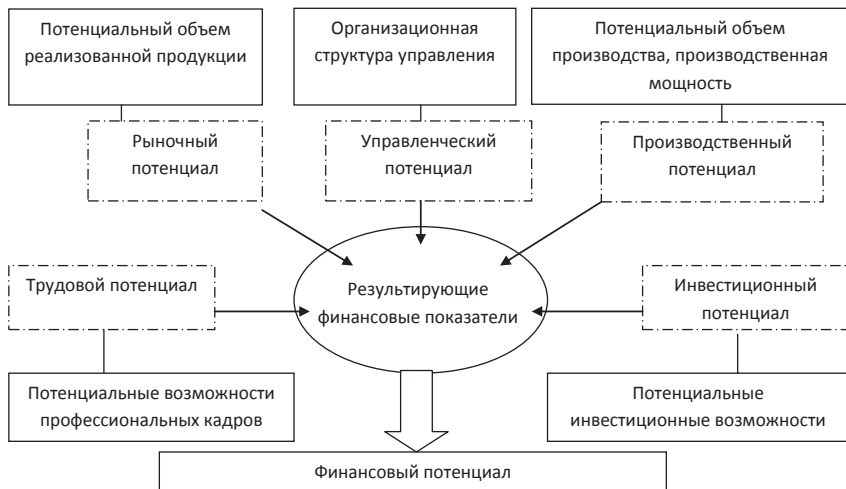 Потенциальный объем
реализованной продукции
Организационная
структура управления
Потенциальный объем
производства, производственная
мощность
Рыночный
потенциал
Управленческий
потенциал
Производственный
потенциал
Трудовой потенциал
Результирующие
финансовые показатели
Инвестиционный
потенциал
Потенциальные возможности
профессиональных кадров
Потенциальные
инвестиционные возможности
Финансовый потенциал